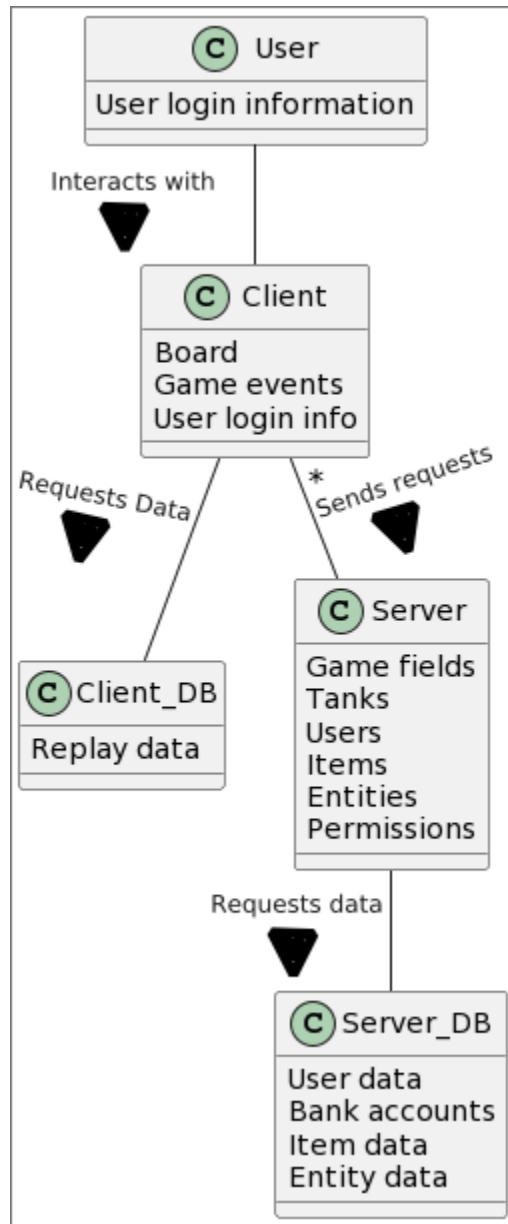 C User
User login information
Interacts with
C Client
Board
Game events
User login info
Requests Data
*
Sends requests
C Client_DB
Replay data
C Server
Game fields
Tanks
Users
Items
Entities
Permissions
Requests data
C Server_DB
User data
Bank accounts
Item data
Entity data